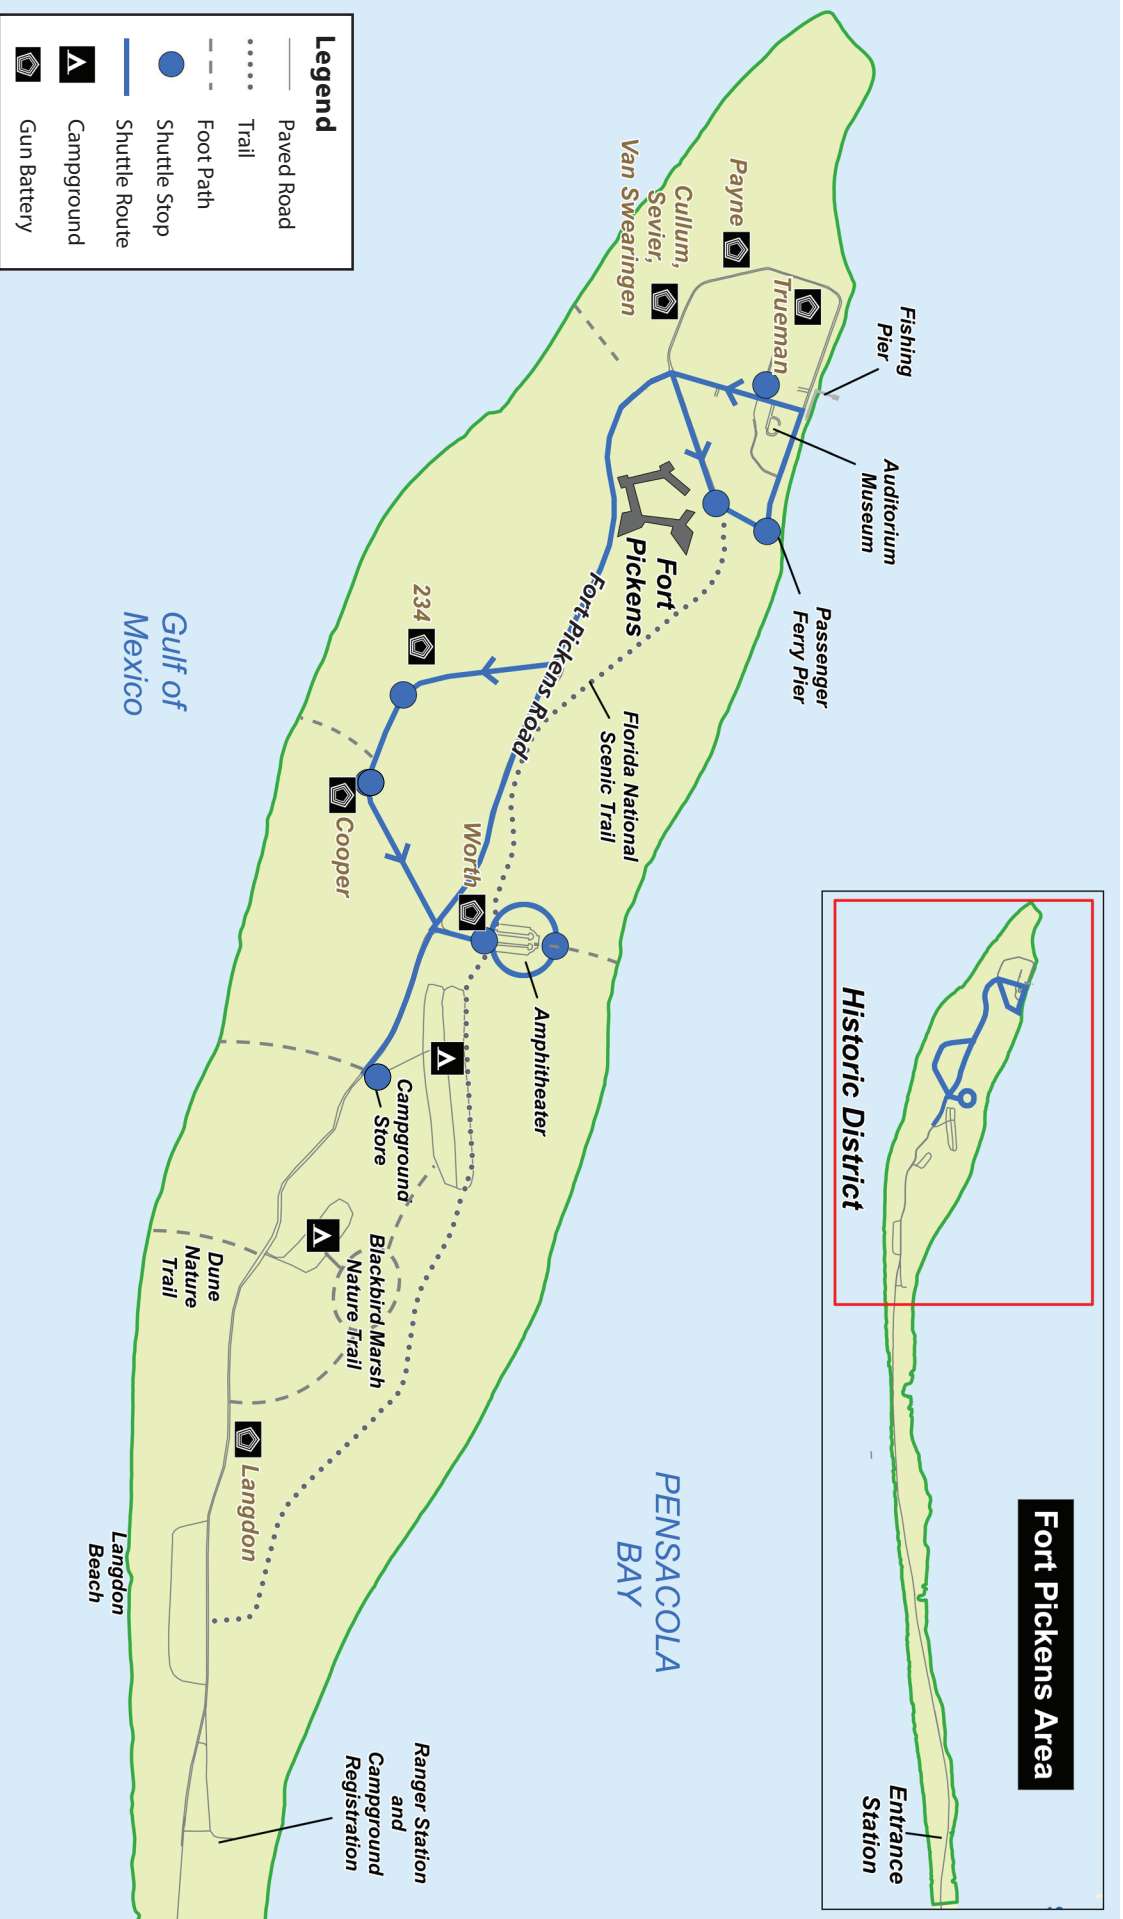 Fort Pickens Area
Entrance
Station
Historic District
Fishing
Pier
Auditorium
Museum
Passenger
Ferry Pier
Payne
Trueman
Cullum,
Sevier,
Van Swearingen
Fort
Pickens
Florida National
Scenic Trail
Fort Pickens Road
234
Cooper
Worth
Amphitheater
Campground
Store
Blackbird Marsh
Nature Trail
Dune
Nature
Trail
Langdon
Langdon
Beach
Ranger Station
and
Campground
Registration
PENSACOLA
BAY
Gulf of
Mexico
Legend
Paved Road
Trail
Foot Path
Shuttle Stop
Shuttle Route
Campground
Gun Battery